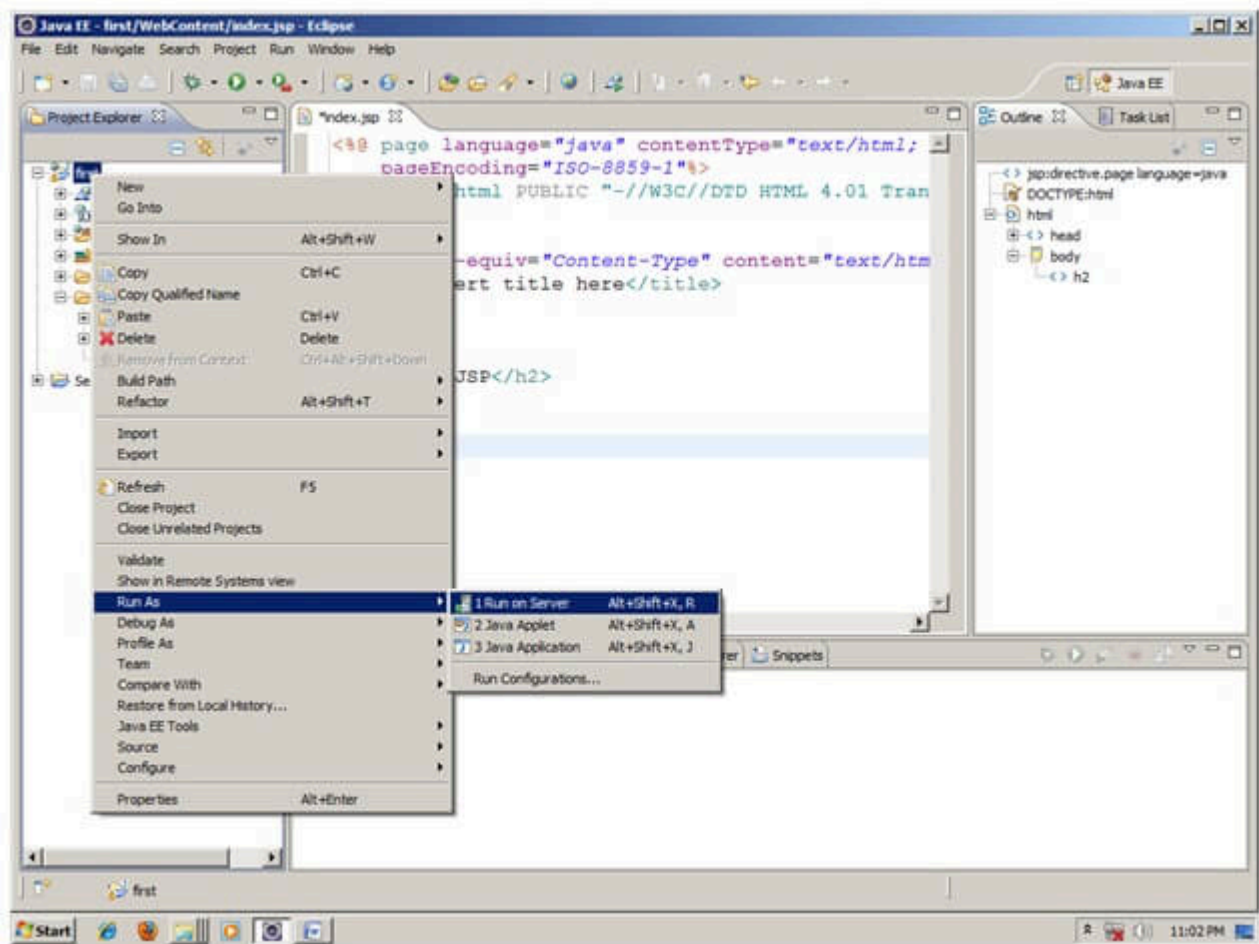 Java EE - first/WebContent/index.jsp - Eclipse
File Edit Navigate Search Project Run Window Help
Java EE
Project Explorer
*index.jsp
Outline
Task List
<%@ page language="java" contentType="text/html;
pageEncoding="ISO-8859-1"%>
html PUBLIC "-//W3C//DTD HTML 4.01 Tran
-equiv="Content-Type" content="text/htm
ert title here</title>
JSP</h2>
first
Se
New
Go Into
Show In Alt+Shift+W
Copy Ctrl+C
Copy Qualified Name
Paste Ctrl+V
Delete Delete
Remove from Context Ctrl+Alt+Shift+Down
Build Path
Refactor Alt+Shift+T
Import
Export
Refresh F5
Close Project
Close Unrelated Projects
Validate
Show in Remote Systems view
Run As
Debug As
Profile As
Team
Compare With
Restore from Local History...
Java EE Tools
Source
Configure
Properties Alt+Enter
1 Run on Server Alt+Shift+X, R
2 Java Applet Alt+Shift+X, A
3 Java Application Alt+Shift+X, J
Run Configurations...
rer
Snippets
jsp:directive.page language=java
DOCTYPE:html
html
head
body
h2
first
Start
11:02 PM